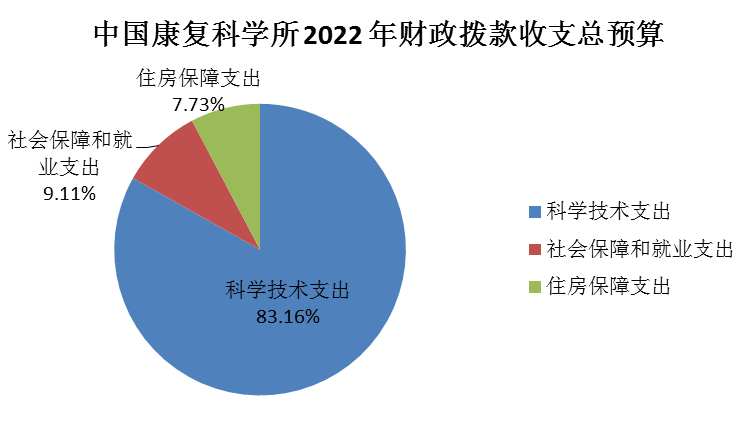 中国康复科学所2022年财政拨款收支总预算
住房保障支出
7.73%
社会保障和就
业支出
9.11%
科学技术支出
83.16%
科学技术支出
社会保障和就业支出
住房保障支出